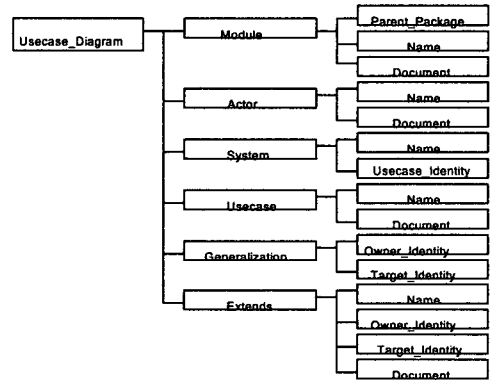 Usecase_Diagram
Module
Parent_Package
Name
Document
Actor
Name
Document
System
Name
Usecase_Identity
Usecase
Name
Document
Generalization
Owner_Identity
Target_Identity
Extends
Name
Owner_Identity
Target_Identity
Document